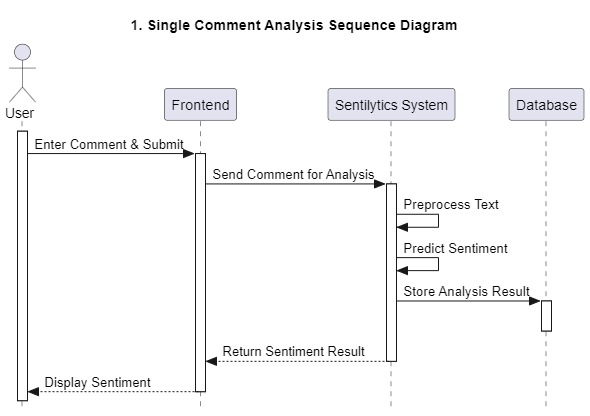 1. Single Comment Analysis Sequence Diagram
User
Frontend
Sentilytics System
Database
Enter Comment & Submit
Send Comment for Analysis
Preprocess Text
Predict Sentiment
Store Analysis Result
Return Sentiment Result
Display Sentiment